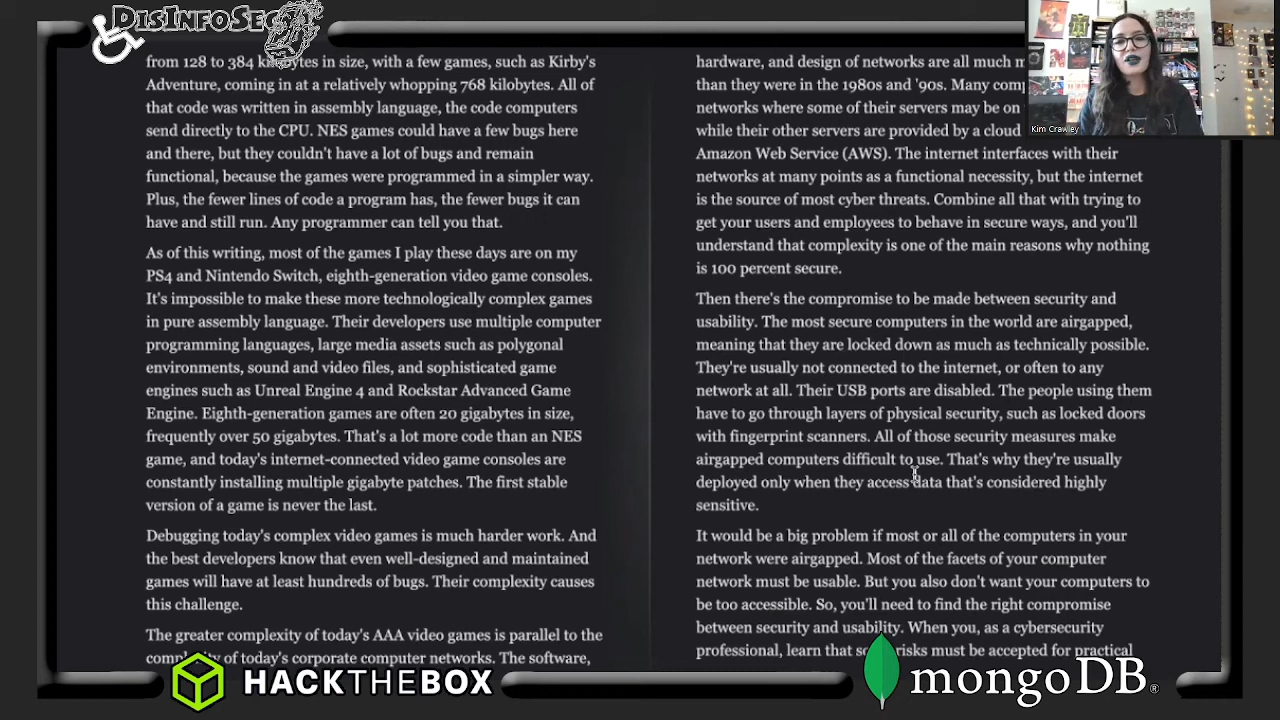 DisInfoSec
from 128 to 384 kilobytes in size, with a few games, such as Kirby's
Adventure, coming in at a relatively whopping 768 kilobytes. All of
that code was written in assembly language, the code computers
send directly to the CPU. NES games could have a few bugs here
and there, but they couldn't have a lot of bugs and remain
functional, because the games were programmed in a simpler way.
Plus, the fewer lines of code a program has, the fewer bugs it can
have and still run. Any programmer can tell you that.
As of this writing, most of the games I play these days are on my
PS4 and Nintendo Switch, eighth-generation video game consoles.
It's impossible to make these more technologically complex games
in pure assembly language. Their developers use multiple computer
programming languages, large media assets such as polygonal
environments, sound and video files, and sophisticated game
engines such as Unreal Engine 4 and Rockstar Advanced Game
Engine. Eighth-generation games are often 20 gigabytes in size,
frequently over 50 gigabytes. That's a lot more code than an NES
game, and today's internet-connected video game consoles are
constantly installing multiple gigabyte patches. The first stable
version of a game is never the last.
Debugging today's complex video games is much harder work. And
the best developers know that even well-designed and maintained
games will have at least hundreds of bugs. Their complexity causes
this challenge.
The greater complexity of today's AAA video games is parallel to the
complexity of today's corporate computer networks. The software,
hardware, and design of networks are all much
than they were in the 1980s and '90s. Many
networks where some of their servers may be on
while their other servers are provided by a cloud
Amazon Web Service (AWS). The internet interfaces with their
networks at many points as a functional necessity, but the internet
is the source of most cyber threats. Combine all that with trying to
get your users and employees to behave in secure ways, and you'll
understand that complexity is one of the main reasons why nothing
is 100 percent secure.
Then there's the compromise to be made between security and
usability. The most secure computers in the world are airgapped,
meaning that they are locked down as much as technically possible.
They're usually not connected to the internet, or often to any
network at all. Their USB ports are disabled. The people using them
have to go through layers of physical security, such as locked doors
with fingerprint scanners. All of those security measures make
airgapped computers difficult to use. That's why they're usually
deployed only when they access data that's considered highly
sensitive.
It would be a big problem if most or all of the computers in your
network were airgapped. Most of the facets of your computer
network must be usable. But you also don't want your computers to
be too accessible. So, you'll need to find the right compromise
between security and usability. When you, as a cybersecurity
professional, learn that some risks must be accepted for practical
Kim Crawley
HACKTHEBOX
mongoDB®